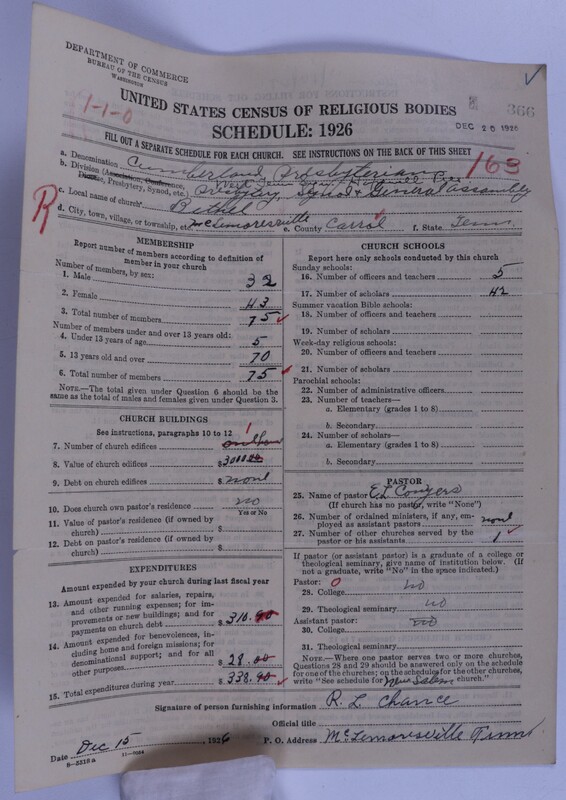 DEPARTMENT OF COMMERCE
BUREAU OF THE CENSUS
WASHINGTON
1-1-0
UNITED STATES CENSUS OF RELIGIOUS BODIES
366
SCHEDULE: 1926
DEC 20 1926
FILL OUT A SEPARATE SCHEDULE FOR EACH CHURCH. SEE INSTRUCTIONS ON THE BACK OF THIS SHEET
163
a. Denomination Cumberland Presbyterian
b. Division (Association, Conference,
Diocese, Presbytery, Synod, etc.) Presbytery, Synod & General Assembly
R
c. Local name of church Bethel
d. City, town, village, or township, etc. McLemoresville e. County Carrol f. State Tenn
MEMBERSHIP
Report number of members according to definition of
member in your church
Number of members, by sex:
1. Male 32
2. Female 43
3. Total number of members 75
Number of members under and over 13 years old:
4. Under 13 years of age 5
5. 13 years old and over 70
6. Total number of members 75
NOTE.—The total given under Question 6 should be
same as the total of males and females given under Question 3.
CHURCH BUILDINGS
See instructions, paragraphs 10 to 12
7. Number of church edifices 1
8. Value of church edifices $3000.00
9. Debt on church edifices $ none
10. Does church own pastor's residence? no
Yes or No
11. Value of pastor's residence (if owned by
church) $
12. Debt on pastor's residence (if owned by
church) $
EXPENDITURES
Amount expended by your church during last fiscal year
13. Amount expended for salaries, repairs,
and other running expenses; for im-
provements or new buildings; and for
payments on church debt $ 310.90
14. Amount expended for benevolences, in-
cluding home and foreign missions; for
denominational support; and for all
other purposes $ 28.00
15. Total expenditures during year $ 338.90
CHURCH SCHOOLS
Report here only schools conducted by this church
Sunday schools:
16. Number of officers and teachers 5
17. Number of scholars 42
Summer vacation Bible schools:
18. Number of officers and teachers
19. Number of scholars
Week-day religious schools:
20. Number of officers and teachers
21. Number of scholars
Parochial schools:
22. Number of administrative officers
23. Number of teachers—
a. Elementary (grades 1 to 8)
b. Secondary
24. Number of scholars—
a. Elementary (grades 1 to 8)
b. Secondary
PASTOR
25. Name of pastor E L Conyers
(If church has no pastor, write "None")
26. Number of ordained ministers, if any, em-
ployed as assistant pastors none
27. Number of other churches served by the
pastor or his assistants 1
If pastor (or assistant pastor) is a graduate of a college or
theological seminary, give name of institution below. (If
not a graduate, write "No" in the space indicated.)
Pastor: 0
28. College no
29. Theological seminary no
Assistant pastor:
30. College no
31. Theological seminary
NOTE.—Where one pastor serves two or more churches,
Questions 28 and 29 should be answered only on the schedule
for one of the churches; on the schedules for the other churches,
write "See schedule for New Salem church."
Signature of person furnishing information R. L. Chance
Official title
Date Dec 15, 1926 P. O. Address McLemoresville Tenn
8-3518a 11-9094